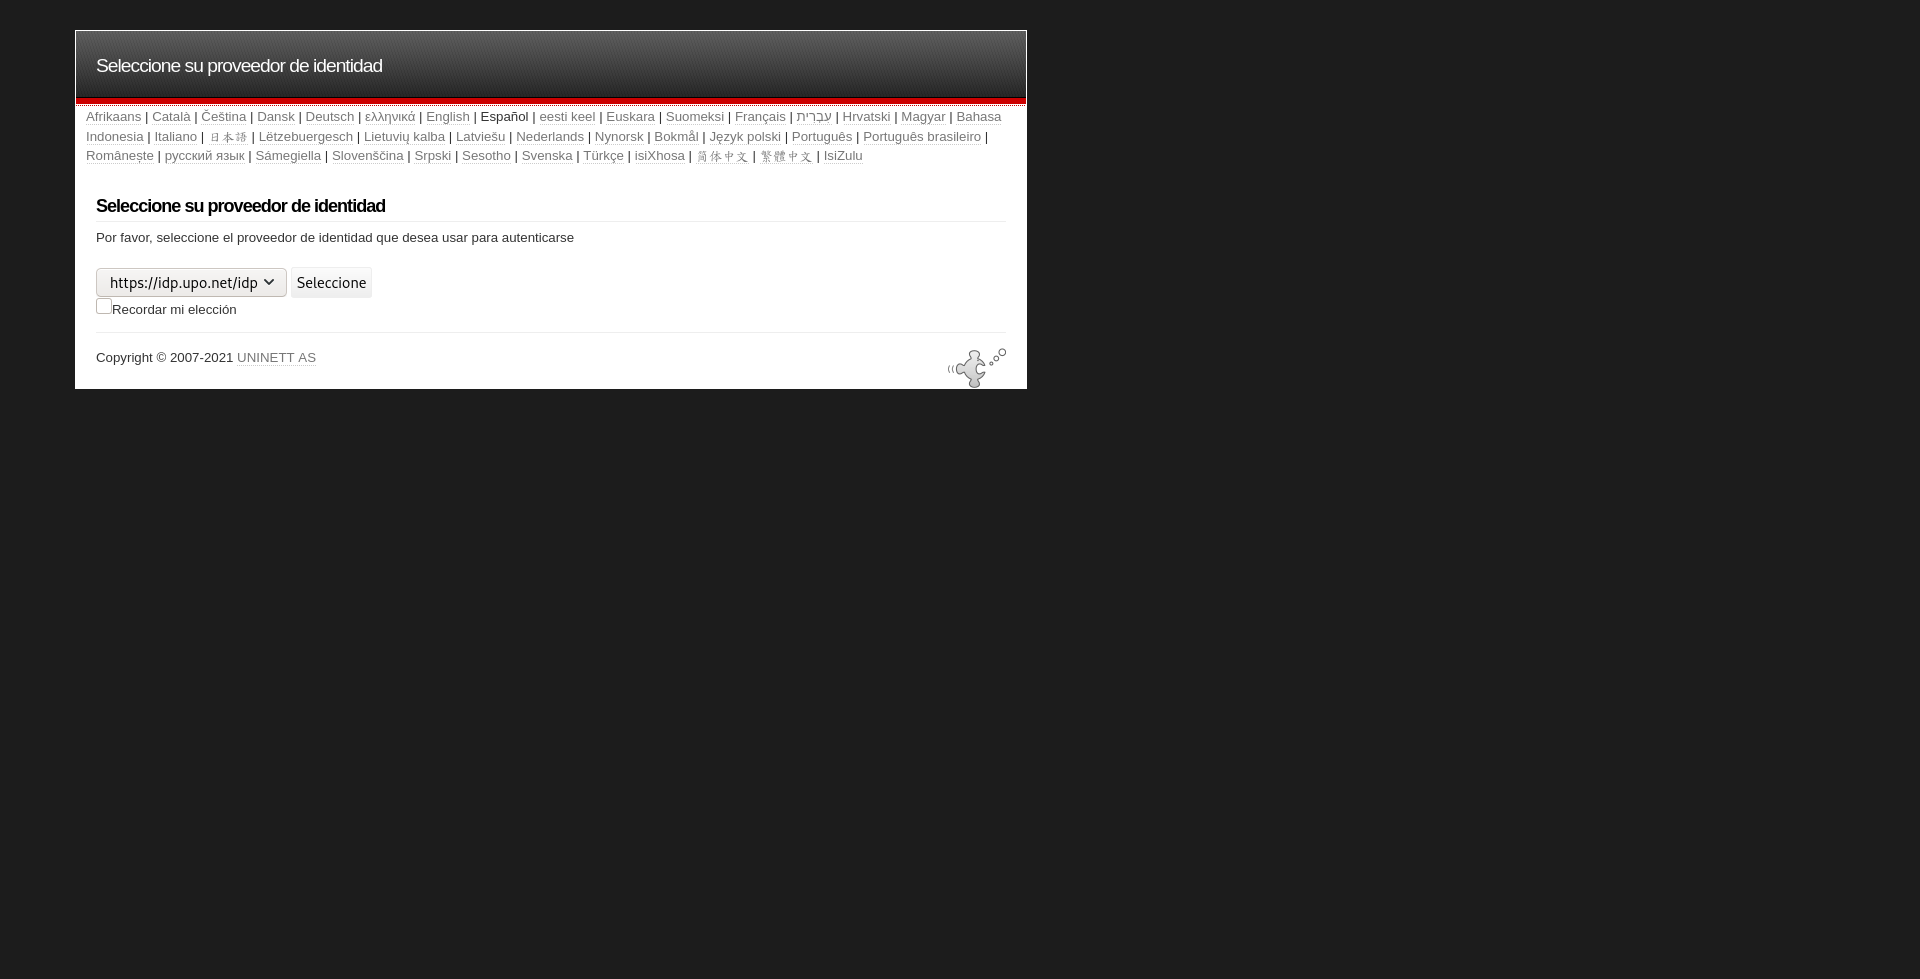 Seleccione su proveedor de identidad
Afrikaans | Català | Čeština | Dansk | Deutsch | ελληνικά | English | Español | eesti keel | Euskara | Suomeksi | Français | עִבְרִית | Hrvatski | Magyar | Bahasa
Indonesia | Italiano | 日本語 | Lëtzebuergesch | Lietuvių kalba | Latviešu | Nederlands | Nynorsk | Bokmål | Język polski | Português | Português brasileiro |
Românește | русский язык | Sámegiella | Slovenščina | Srpski | Sesotho | Svenska | Türkçe | isiXhosa | 简体中文 | 繁體中文 | IsiZulu
Seleccione su proveedor de identidad
Por favor, seleccione el proveedor de identidad que desea usar para autenticarse
https://idp.upo.net/idp Seleccione
Recordar mi elección
Copyright © 2007-2021 UNINETT AS